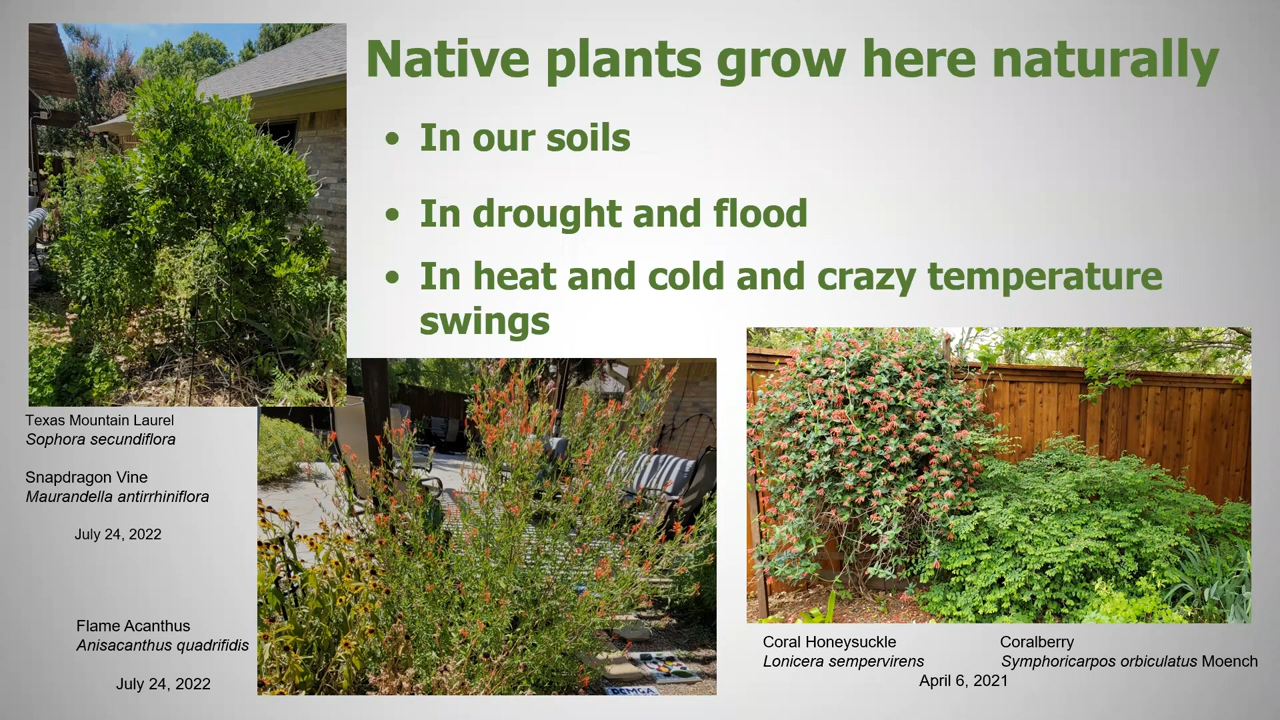 Native plants grow here naturally
• In our soils
• In drought and flood
• In heat and cold and crazy temperature
swings
Texas Mountain Laurel
Sophora secundiflora
Snapdragon Vine
Maurandella antirrhiniflora
July 24, 2022
Flame Acanthus
Anisacanthus quadrifidis
July 24, 2022
DCMGA
Coral Honeysuckle
Lonicera sempervirens
Coralberry
Symphoricarpos orbiculatus Moench
April 6, 2021